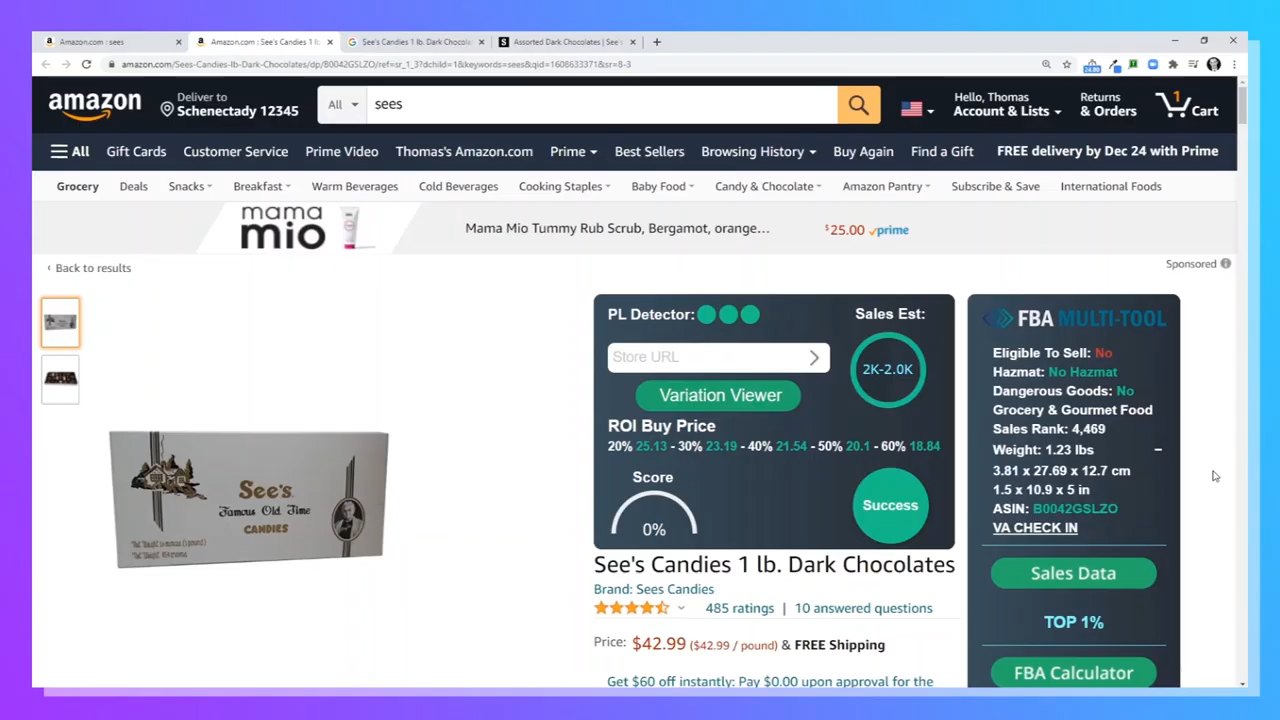 Amazon.com : sees
Amazon.com : See's Candies 1 lb.
See's Candies 1 lb. Dark Chocola
Assorted Dark Chocolates | See's
amazon.com/Sees-Candies-lb-Dark-Chocolates/dp/B0042GSLZO/ref=sr_1_3?dchild=1&keywords=sees&qid=1608633371&sr=8-3
amazon
Deliver to
Schenectady 12345
All
sees
Hello, Thomas
Account & Lists
Returns
& Orders
1
Cart
All
Gift Cards
Customer Service
Prime Video
Thomas's Amazon.com
Prime
Best Sellers
Browsing History
Buy Again
Find a Gift
FREE delivery by Dec 24 with Prime
Grocery
Deals
Snacks
Breakfast
Warm Beverages
Cold Beverages
Cooking Staples
Baby Food
Candy & Chocolate
Amazon Pantry
Subscribe & Save
International Foods
mama
mio
Mama Mio Tummy Rub Scrub, Bergamot, orange...
$25.00 prime
‹ Back to results
Sponsored
See's
Famous Old Time
CANDIES
PL Detector:
Sales Est:
Store URL
2K-2.0K
Variation Viewer
ROI Buy Price
20% 25.13 - 30% 23.19 - 40% 21.54 - 50% 20.1 - 60% 18.84
Score
0%
Success
FBA MULTI-TOOL
Eligible To Sell: No
Hazmat: No Hazmat
Dangerous Goods: No
Grocery & Gourmet Food
Sales Rank: 4,469
Weight: 1.23 lbs
3.81 x 27.69 x 12.7 cm
1.5 x 10.9 x 5 in
ASIN: B0042GSLZO
VA CHECK IN
Sales Data
TOP 1%
FBA Calculator
See's Candies 1 lb. Dark Chocolates
Brand: Sees Candies
485 ratings | 10 answered questions
Price: $42.99 ($42.99 / pound) & FREE Shipping
Get $60 off instantly: Pay $0.00 upon approval for the